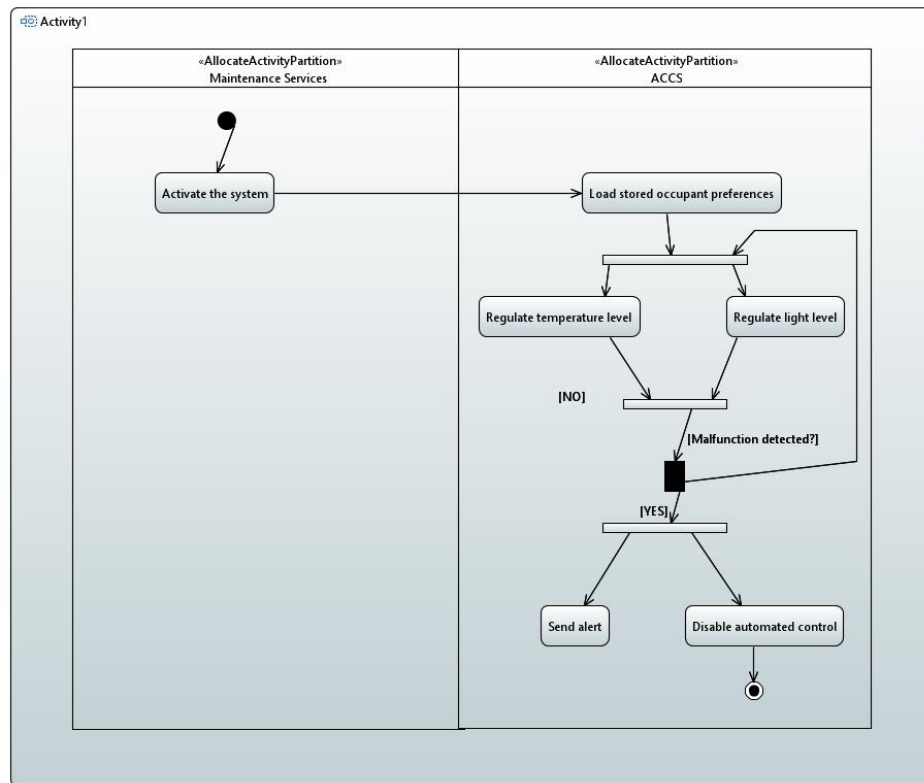 Activity1
«AllocateActivityPartition»
Maintenance Services
«AllocateActivityPartition»
ACCS
Activate the system
Load stored occupant preferences
Regulate temperature level
Regulate light level
[NO]
[Malfunction detected?]
[YES]
Send alert
Disable automated control